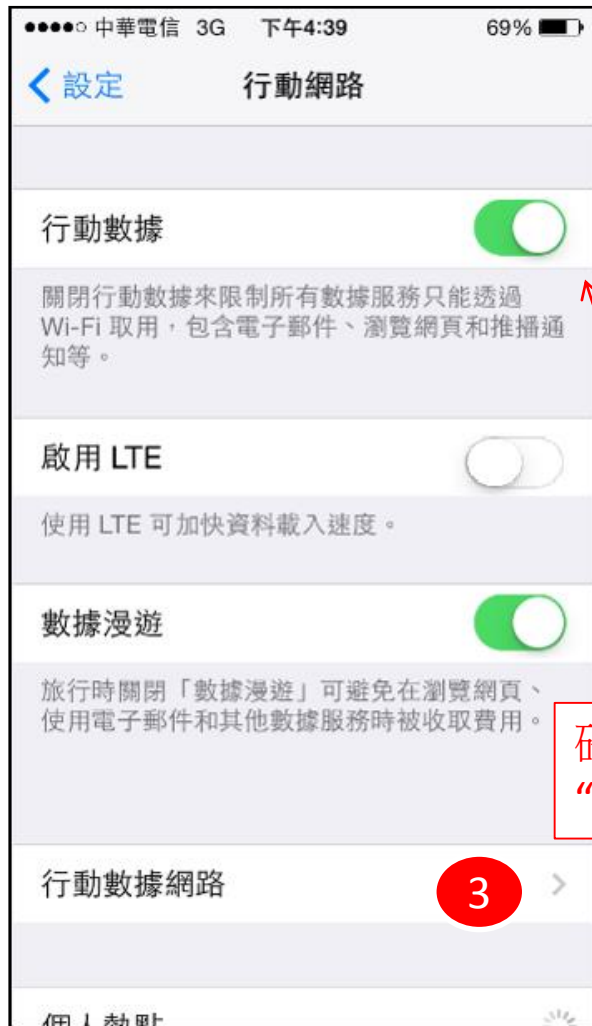 中華電信 3G 下午4:39 69%
設定 行動網路
行動數據
關閉行動數據來限制所有數據服務只能透過
Wi-Fi 取用，包含電子郵件、瀏覽網頁和推播通
知等。
啟用 LTE
使用 LTE 可加快資料載入速度。
數據漫遊
旅行時關閉「數據漫遊」可避免在瀏覽網頁、
使用電子郵件和其他數據服務時被收取費用。
“
行動數據網路
3
個人熱點